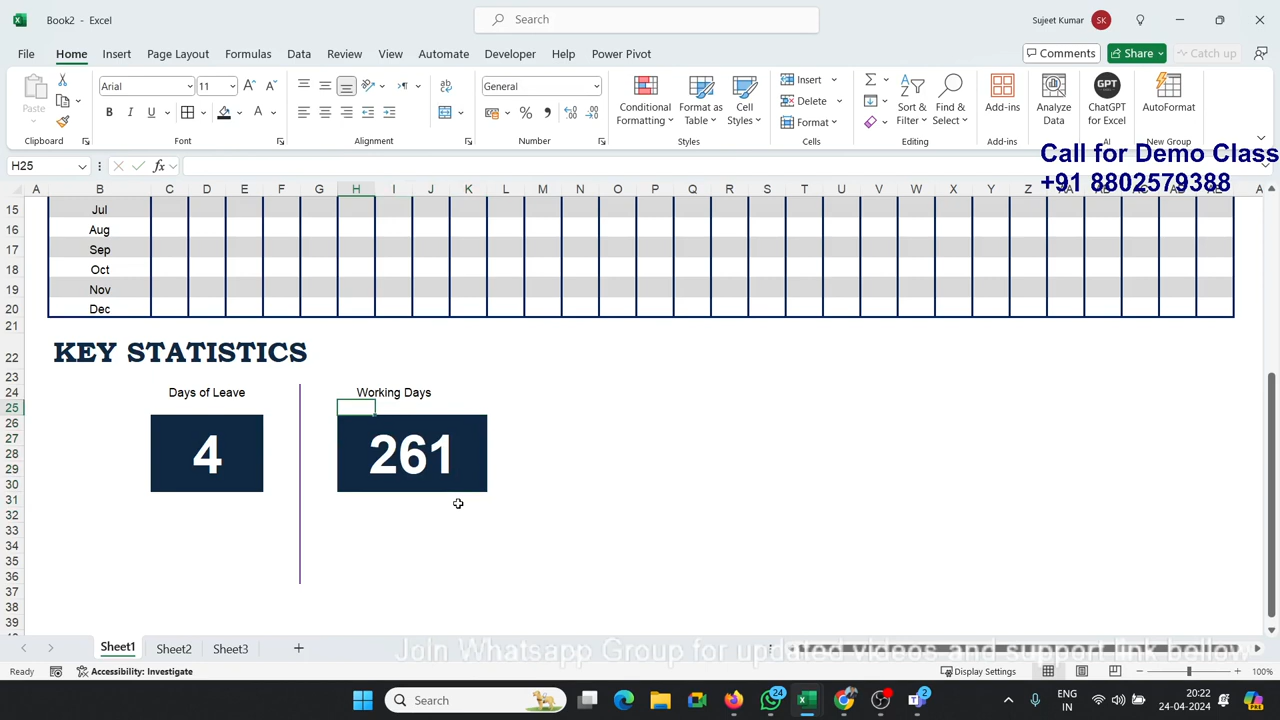 Book2 - Excel
Search
Sujeet Kumar
SK
File
Home
Insert
Page Layout
Formulas
Data
Review
View
Automate
Developer
Help
Power Pivot
Comments
Share
Catch up
Paste
Arial
11
General
Conditional Formatting
Format as Table
Cell Styles
Insert
Delete
Format
Sort & Filter
Find & Select
Add-ins
Analyze Data
GPT
ChatGPT for Excel
AutoFormat
Clipboard
Font
Alignment
Number
Styles
Cells
Editing
Add-ins
AI
New Group
Call for Demo Class
+91 8802579388
H25
fx
A B C D E F G H I J K L M N O P Q R S T U V W X Y Z
15 Jul
16 Aug
17 Sep
18 Oct
19 Nov
20 Dec
21
22 KEY STATISTICS
23
24 Days of Leave Working Days
25
26
27
28 4 261
29
30
31
32
33
34
35
36
37
38
39
Sheet1 Sheet2 Sheet3
Join Whatsapp Group for updated videos and support link bellow
Ready
Accessibility: Investigate
Display Settings
100%
Search
24
2
ENG
IN
20:22
24-04-2024